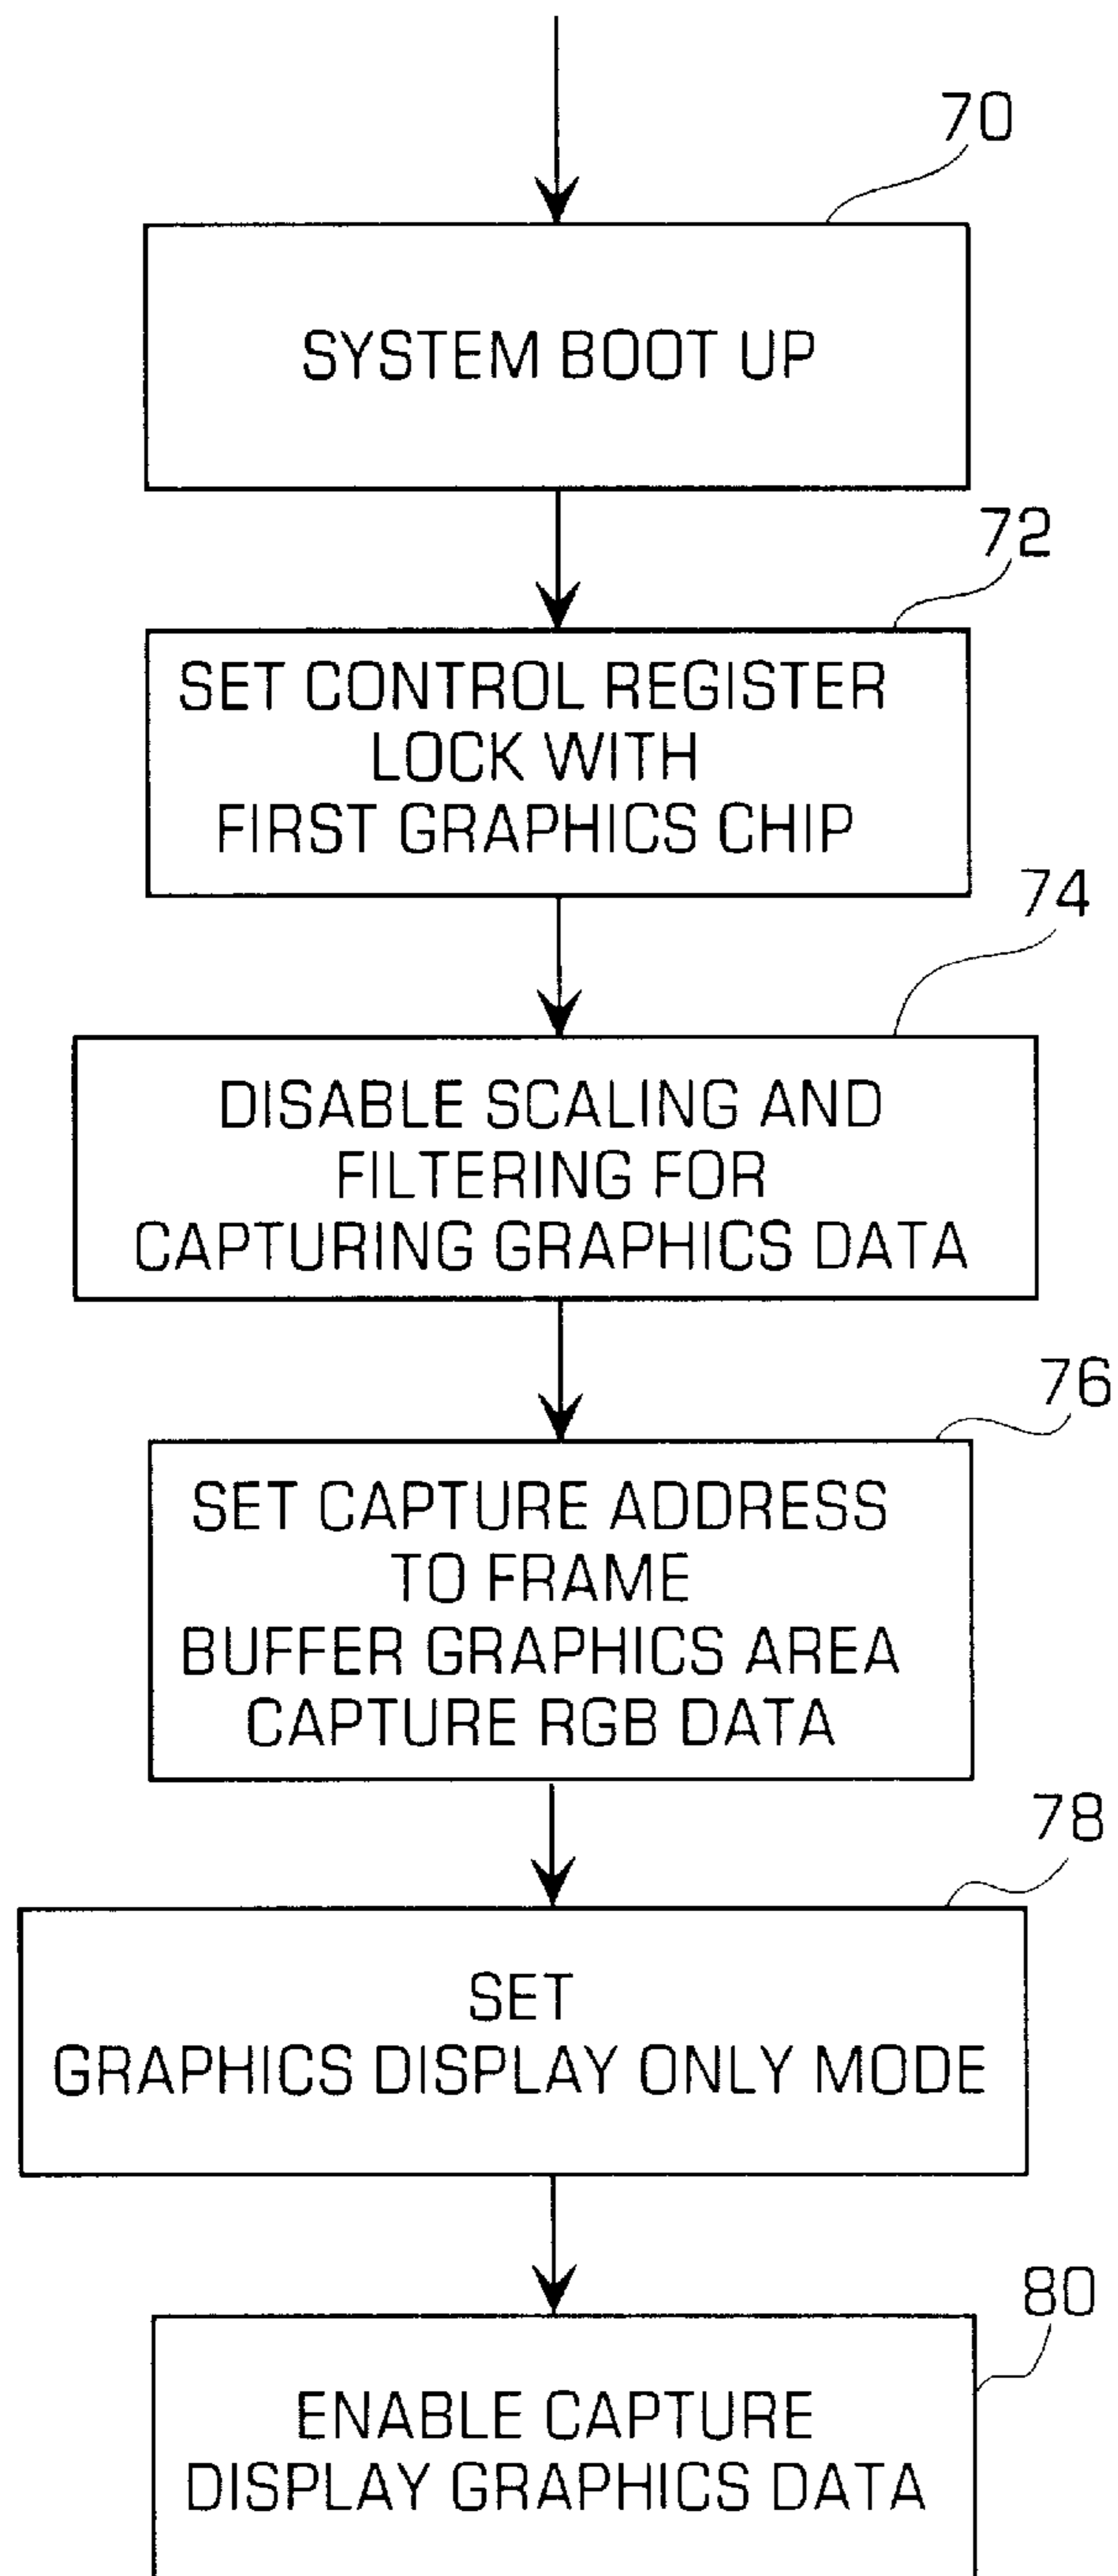 70
SYSTEM BOOT UP
72
SET CONTROL REGISTER
LOCK WITH
FIRST GRAPHICS CHIP
74
DISABLE SCALING AND
FILTERING FOR
CAPTURING GRAPHICS DATA
76
SET CAPTURE ADDRESS
TO FRAME
BUFFER GRAPHICS AREA
CAPTURE RGB DATA
78
SET
GRAPHICS DISPLAY ONLY MODE
80
ENABLE CAPTURE
DISPLAY GRAPHICS DATA